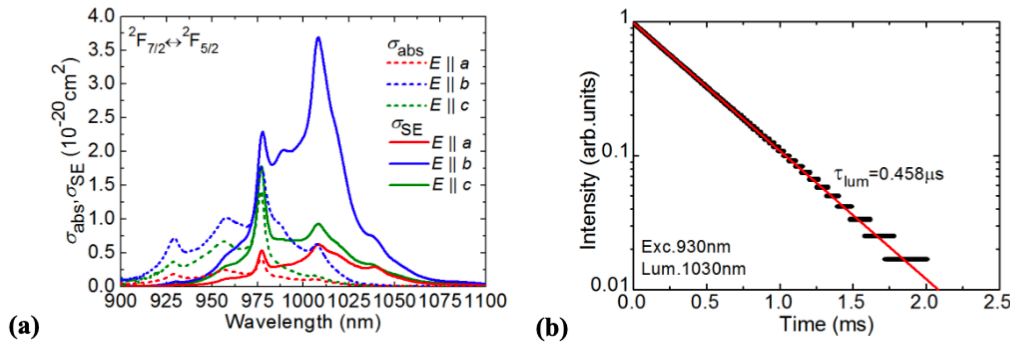 ²F₇/₂↔²F₅/₂
σabs
E || a
E || b
E || c
σSE
E || a
E || b
E || c
σabs,σSE (10⁻²⁰cm²)
4.0
3.5
3.0
2.5
2.0
1.5
1.0
0.5
0.0
900 925 950 975 1000 1025 1050 1075 1100
Wavelength (nm)
(a)
Intensity (arb.units)
1
0.1
0.01
τlum=0.458μs
Exc.930nm
Lum.1030nm
0.0 0.5 1.0 1.5 2.0 2.5
Time (ms)
(b)